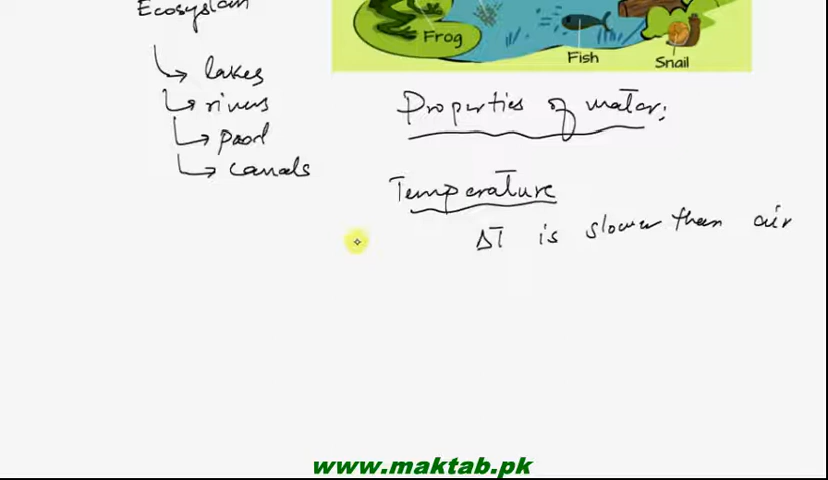 Ecosystem
Frog
Fish
Snail
lakes
rivers
pond
canals
Properties of water:
Temperature
ΔT is slower than air
www.maktab.pk